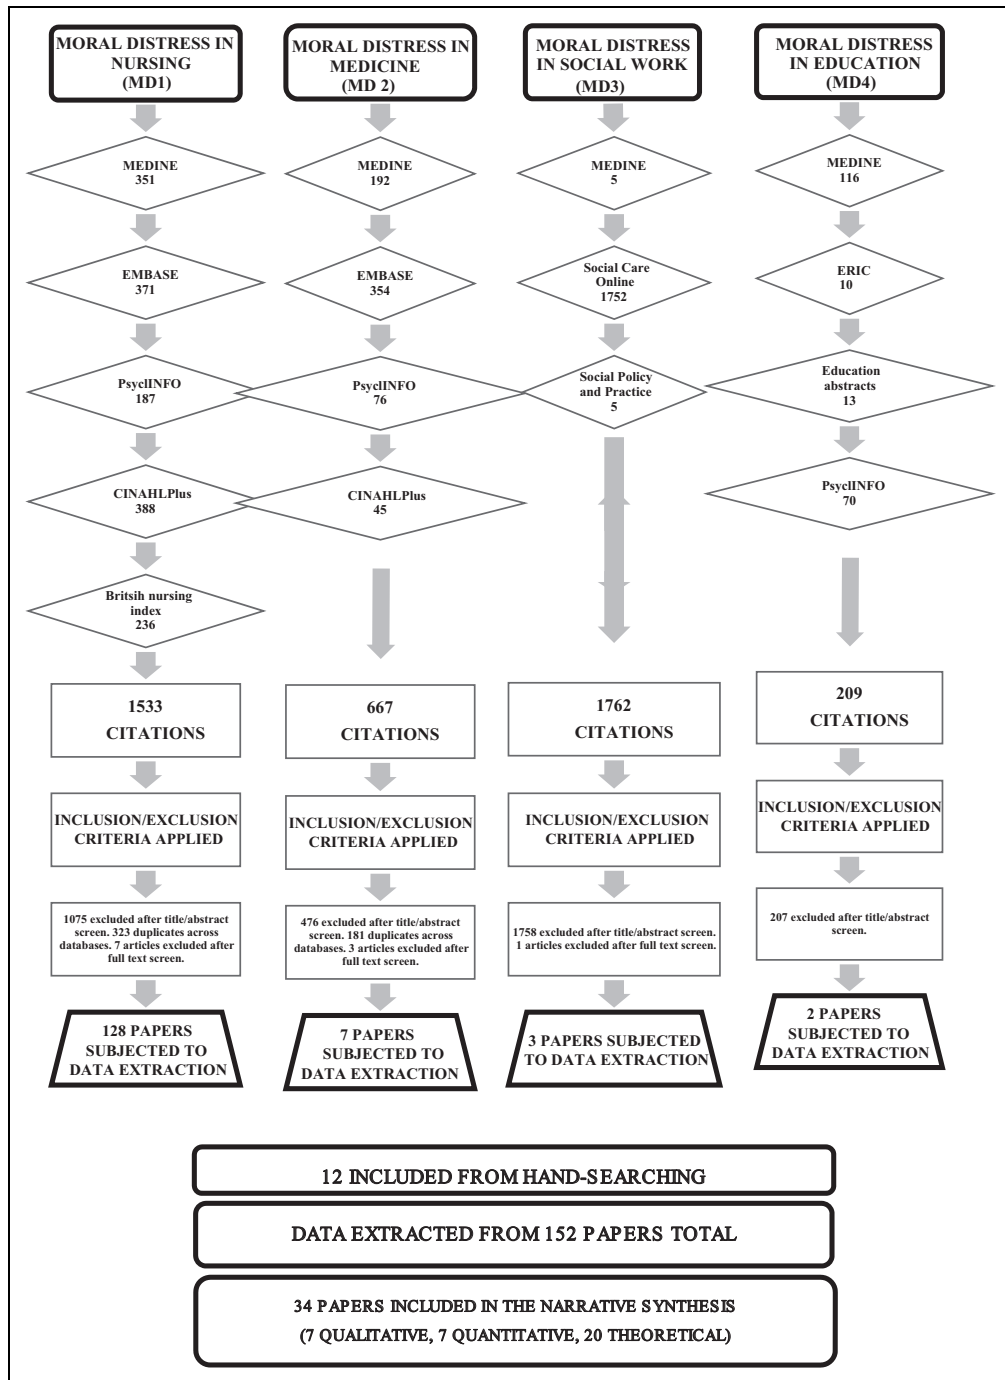 MORAL DISTRESS IN
NURSING
(MD1)
MEDINE
351
EMBASE
371
PsyclINFO
187
CINAHLPlus
388
Britsih nursing
index
236
1533
CITATIONS
INCLUSION/EXCLUSION
CRITERIA APPLIED
1075 excluded after title/abstract
screen. 323 duplicates across
databases. 7 articles excluded after
full text screen.
128 PAPERS
SUBJECTED TO
DATA EXTRACTION
MORAL DISTRESS IN
MEDICINE
(MD 2)
MEDINE
192
EMBASE
354
PsyclINFO
76
CINAHLPlus
45
667
CITATIONS
INCLUSION/EXCLUSION
CRITERIA APPLIED
476 excluded after title/abstract
screen. 181 duplicates across
databases. 3 articles excluded after
full text screen.
7 PAPERS
SUBJECTED TO
DATA EXTRACTION
MORAL DISTRESS
IN SOCIAL WORK
(MD3)
MEDINE
5
Social Care
Online
1752
Social Policy
and Practice
5
1762
CITATIONS
INCLUSION/EXCLUSION
CRITERIA APPLIED
1758 excluded after title/abstract screen.
1 articles excluded after full text screen.
3 PAPERS SUBJECTED
TO DATA EXTRACTION
MORAL DISTRESS
IN EDUCATION
(MD4)
MEDINE
116
ERIC
10
Education
abstracts
13
PsyclINFO
70
209
CITATIONS
INCLUSION/EXCLUSION
CRITERIA APPLIED
207 excluded after title/abstract
screen.
2 PAPERS
SUBJECTED TO
DATA EXTRACTION
12 INCLUDED FROM HAND-SEARCHING
DATA EXTRACTED FROM 152 PAPERS TOTAL
34 PAPERS INCLUDED IN THE NARRATIVE SYNTHESIS
(7 QUALITATIVE, 7 QUANTITATIVE, 20 THEORETICAL)